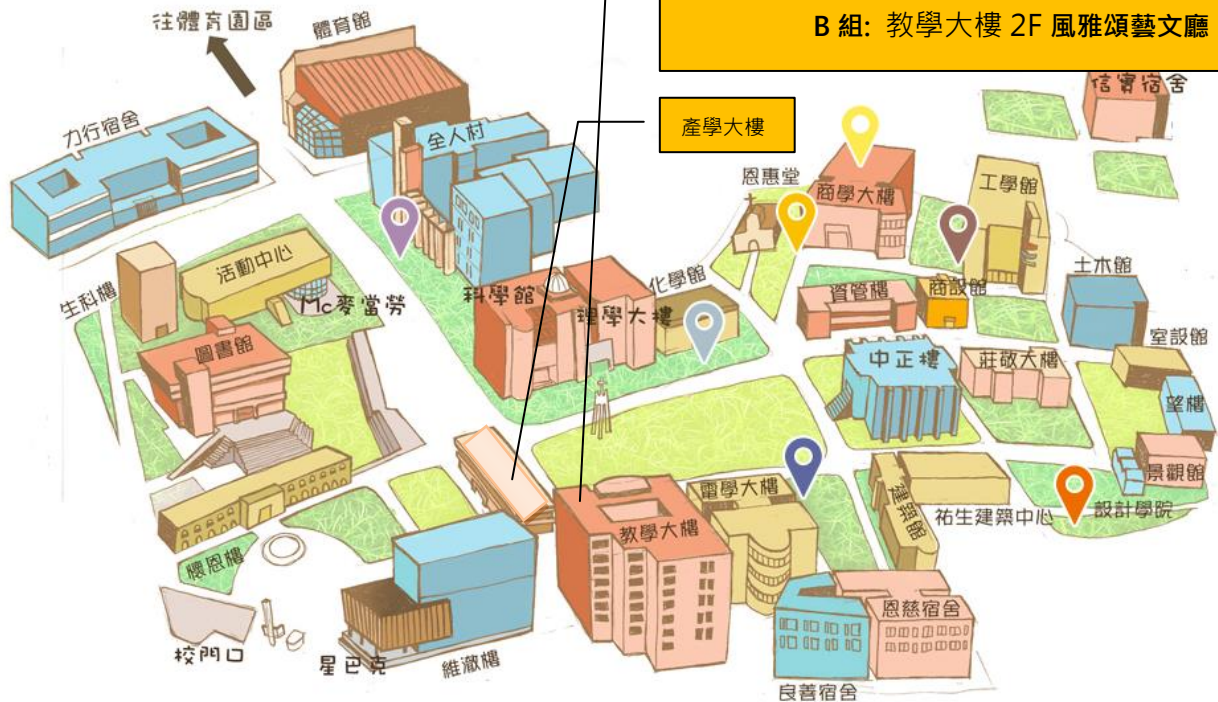 B 組: 教學大樓 2F 風雅頌藝文廳
往體育園區
體育館
信實宿舍
產學大樓
力行宿舍
全人村
恩惠堂
商學大樓
工學館
活動中心
生科樓
Mc麥當勞
科學館
理學大樓
化學館
資管樓
商設館
土木館
圖書館
中正樓
莊敬大樓
室設館
望樓
景觀館
電學大樓
建築館
祐生建築中心
設計學院
教學大樓
懷恩樓
恩慈宿舍
校門口
星巴克
維澈樓
良善宿舍